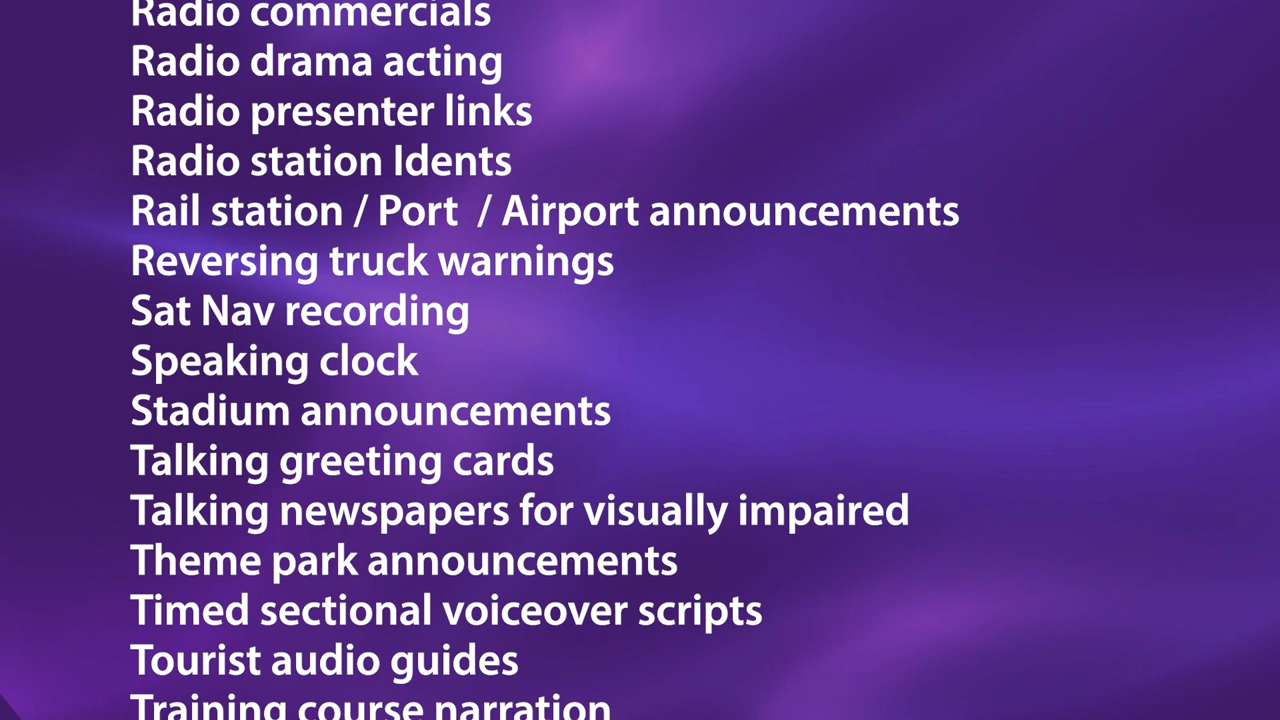 Radio commercials
Radio drama acting
Radio presenter links
Radio station Idents
Rail station / Port  / Airport announcements
Reversing truck warnings
Sat Nav recording
Speaking clock
Stadium announcements
Talking greeting cards
Talking newspapers for visually impaired
Theme park announcements
Timed sectional voiceover scripts
Tourist audio guides
Training course narration